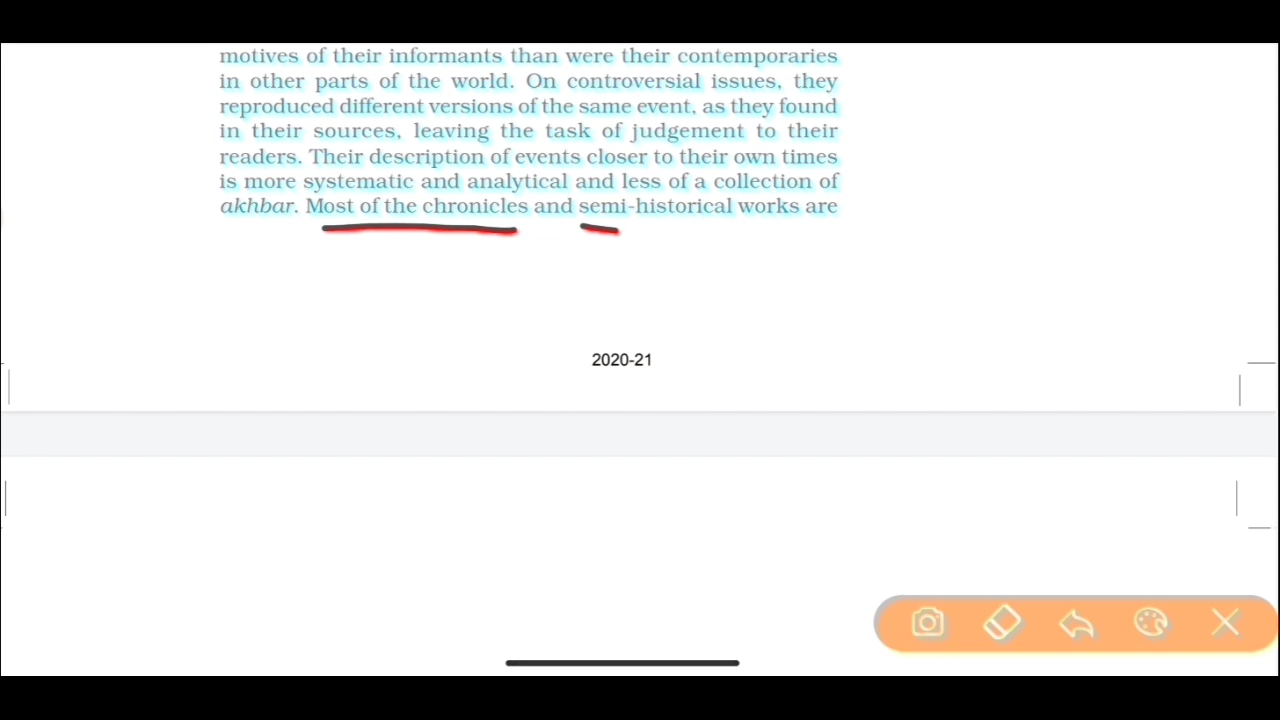 motives of their informants than were their contemporaries
in other parts of the world. On controversial issues, they
reproduced different versions of the same event, as they found
in their sources, leaving the task of judgement to their
readers. Their description of events closer to their own times
is more systematic and analytical and less of a collection of
akhbar. Most of the chronicles and semi-historical works are
2020-21